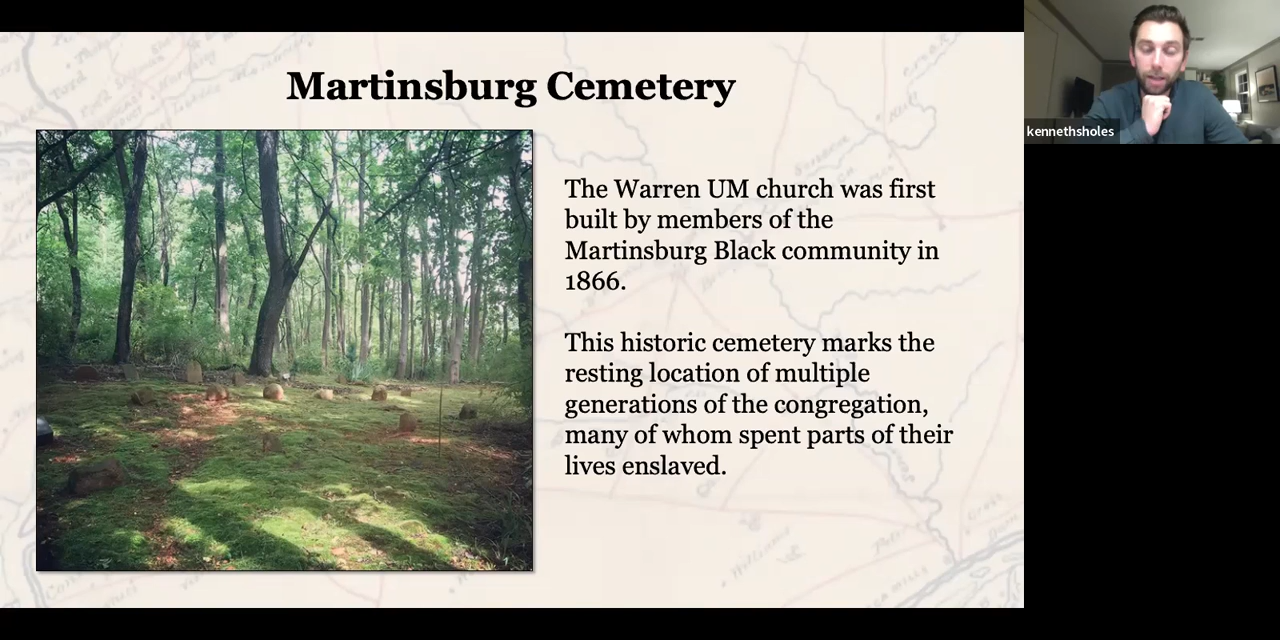 Martinsburg Cemetery
The Warren UM church was first
built by members of the
Martinsburg Black community in
1866.
This historic cemetery marks the
resting location of multiple
generations of the congregation,
many of whom spent parts of their
lives enslaved.
kennethsholes